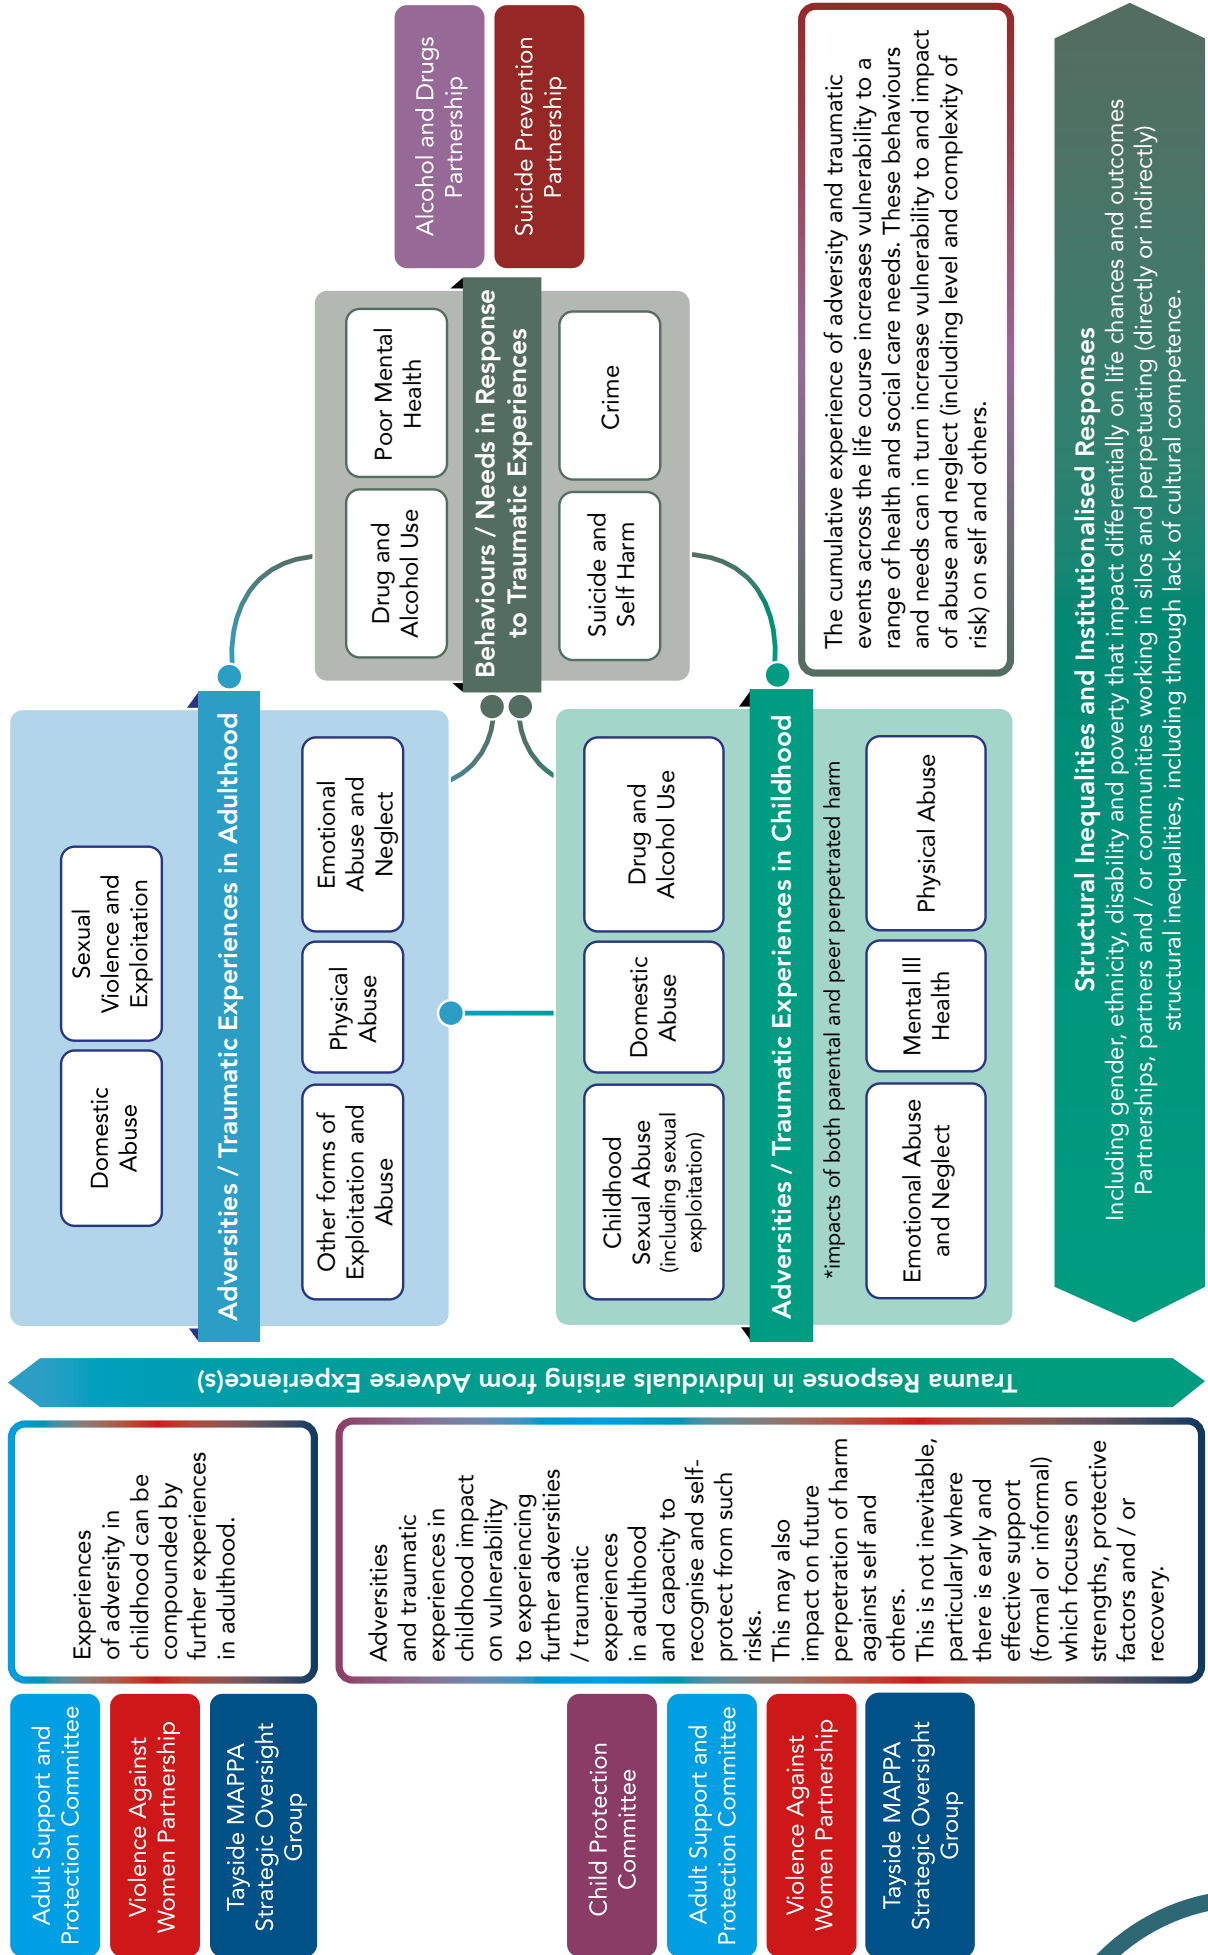 Adult Support and
Protection Committee
Violence Against
Women Partnership
Tayside MAPPA
Strategic Oversight
Group
Experiences
of adversity in
childhood can be
compounded by
further experiences
in adulthood.
Child Protection
Committee
Adult Support and
Protection Committee
Violence Against
Women Partnership
Tayside MAPPA
Strategic Oversight
Group
Adversities
and traumatic
experiences in
childhood impact
on vulnerability
to experiencing
further adversities
/ traumatic
experiences
in adulthood
and capacity to
recognise and self-
protect from such
risks.
This may also
impact on future
perpetration of harm
against self and
others.
This is not inevitable,
particularly where
there is early and
effective support
(formal or informal)
which focuses on
strengths, protective
factors and / or
recovery.
Trauma Response in Individuals arising from Adverse Experience(s)
Domestic
Abuse
Sexual
Violence and
Exploitation
Adversities / Traumatic Experiences in Adulthood
Other forms of
Exploitation and
Abuse
Physical
Abuse
Emotional
Abuse and
Neglect
Childhood
Sexual Abuse
(including sexual
exploitation)
Domestic
Abuse
Drug and
Alcohol Use
Adversities / Traumatic Experiences in Childhood
*impacts of both parental and peer perpetrated harm
Emotional Abuse
and Neglect
Mental Ill
Health
Physical Abuse
Drug and
Alcohol Use
Poor Mental
Health
Behaviours / Needs in Response
to Traumatic Experiences
Suicide and
Self Harm
Crime
Alcohol and Drugs
Partnership
Suicide Prevention
Partnership
The cumulative experience of adversity and traumatic
events across the life course increases vulnerability to a
range of health and social care needs. These behaviours
and needs can in turn increase vulnerability to and impact
of abuse and neglect (including level and complexity of
risk) on self and others.
Structural Inequalities and Institutionalised Responses
Including gender, ethnicity, disability and poverty that impact differentially on life chances and outcomes
Partnerships, partners and / or communities working in silos and perpetuating (directly or indirectly)
structural inequalities, including through lack of cultural competence.